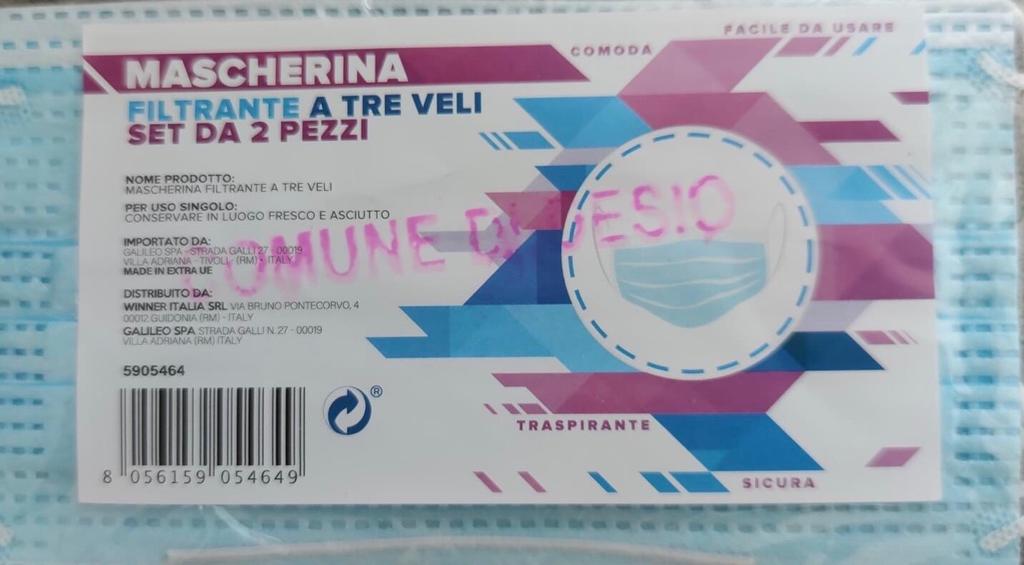 FACILE DA USARE
COMODA
MASCHERINA
FILTRANTE A TRE VELI
SET DA 2 PEZZI
NOME PRODOTTO:
MASCHERINA FILTRANTE A TRE VELI
PER USO SINGOLO:
CONSERVARE IN LUOGO FRESCO E ASCIUTTO
COMUNE DI DESIO
IMPORTATO DA:
GALILEO SPA - STRADA GALLI 27 - 00019
VILLA ADRIANA - TIVOLI - (RM) - ITALY
MADE IN EXTRA UE
DISTRIBUITO DA:
WINNER ITALIA SRL VIA BRUNO PONTECORVO, 4
00012 GUIDONIA (RM) - ITALY
GALILEO SPA STRADA GALLI N. 27 - 00019
VILLA ADRIANA (RM) ITALY
5905464
®
8 056159 054649
TRASPIRANTE
SICURA